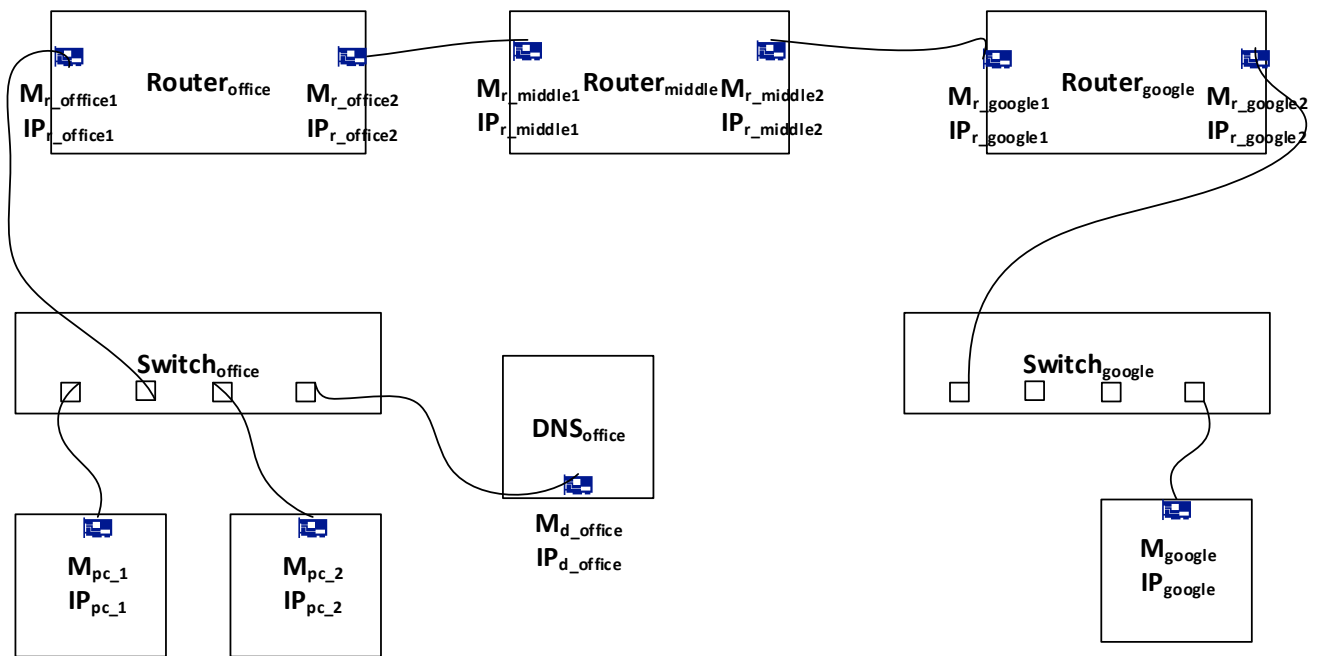 Router_office
M_r_offfice1
IP_r_office1
M_r_office2
IP_r_office2
Router_middle
M_r_middle1
IP_r_middle1
M_r_middle2
IP_r_middle2
Router_google
M_r_google1
IP_r_google1
M_r_google2
IP_r_google2
Switch_office
DNS_office
M_d_office
IP_d_office
Switch_google
M_pc_1
IP_pc_1
M_pc_2
IP_pc_2
M_google
IP_google